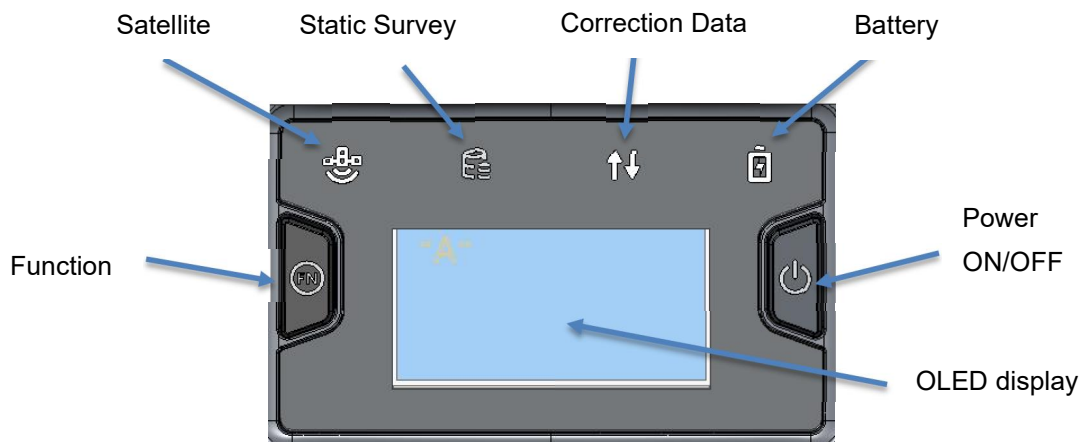 Satellite
Static Survey
Correction Data
Battery
-A-
Function
FN
Power
ON/OFF
OLED display